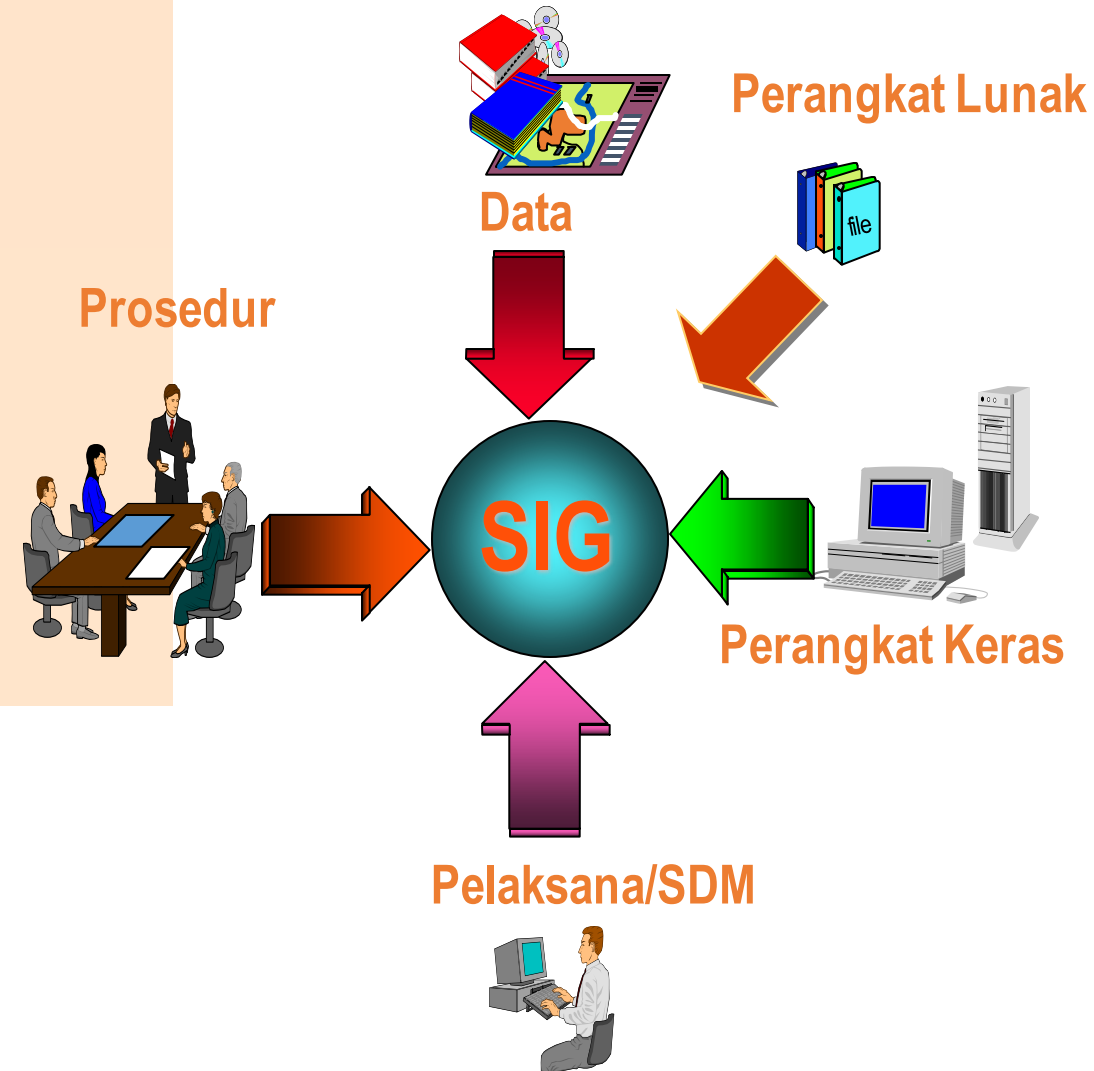 Perangkat Lunak
file
Data
Prosedur
SIG
Perangkat Keras
Pelaksana/SDM